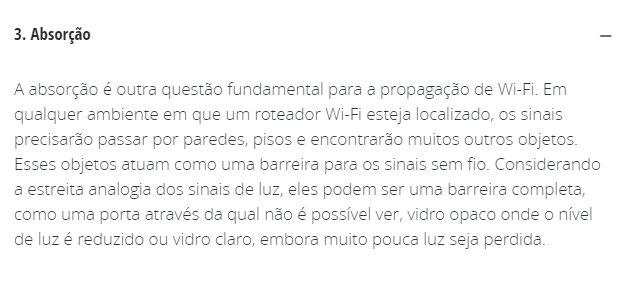 3. Absorção
A absorção é outra questão fundamental para a propagação de Wi-Fi. Em
qualquer ambiente em que um roteador Wi-Fi esteja localizado, os sinais
precisarão passar por paredes, pisos e encontrarão muitos outros objetos.
Esses objetos atuam como uma barreira para os sinais sem fio. Considerando
a estreita analogia dos sinais de luz, eles podem ser uma barreira completa,
como uma porta através da qual não é possível ver, vidro opaco onde o nível
de luz é reduzido ou vidro claro, embora muito pouca luz seja perdida.